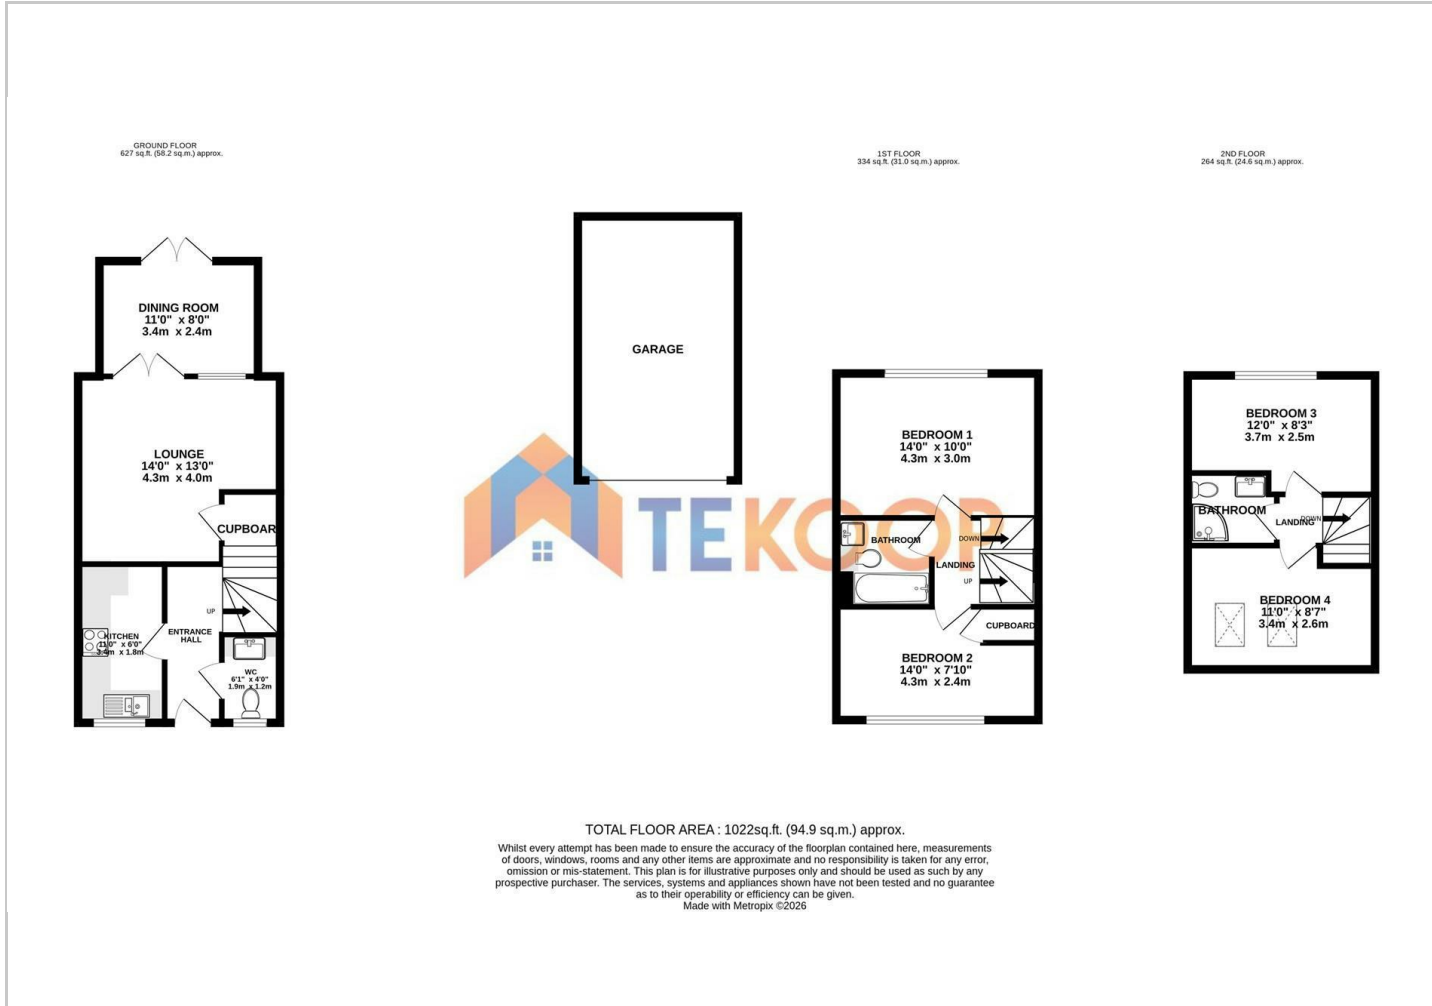 GROUND FLOOR
627 sq.ft. (58.2 sq.m.) approx.
1ST FLOOR
334 sq.ft. (31.0 sq.m.) approx.
2ND FLOOR
264 sq.ft. (24.6 sq.m.) approx.
DINING ROOM
11'0" x 8'0"
3.4m x 2.4m
LOUNGE
14'0" x 13'0"
4.3m x 4.0m
CUPBOAR
UP
KITCHEN
11'0" x 6'0"
3.4m x 1.8m
ENTRANCE
HALL
WC
6'1" x 4'0"
1.9m x 1.2m
GARAGE
TEKOOP
BEDROOM 1
14'0" x 10'0"
4.3m x 3.0m
BATHROOM
DOWN
LANDING
UP
CUPBOARD
BEDROOM 2
14'0" x 7'10"
4.3m x 2.4m
BEDROOM 3
12'0" x 8'3"
3.7m x 2.5m
BATHROOM
DOWN
LANDING
BEDROOM 4
11'0" x 8'7"
3.4m x 2.6m
TOTAL FLOOR AREA : 1022sq.ft. (94.9 sq.m.) approx.
Whilst every attempt has been made to ensure the accuracy of the floorplan contained here, measurements
of doors, windows, rooms and any other items are approximate and no responsibility is taken for any error,
omission or mis-statement. This plan is for illustrative purposes only and should be used as such by any
prospective purchaser. The services, systems and appliances shown have not been tested and no guarantee
as to their operability or efficiency can be given.
Made with Metropix ©2026